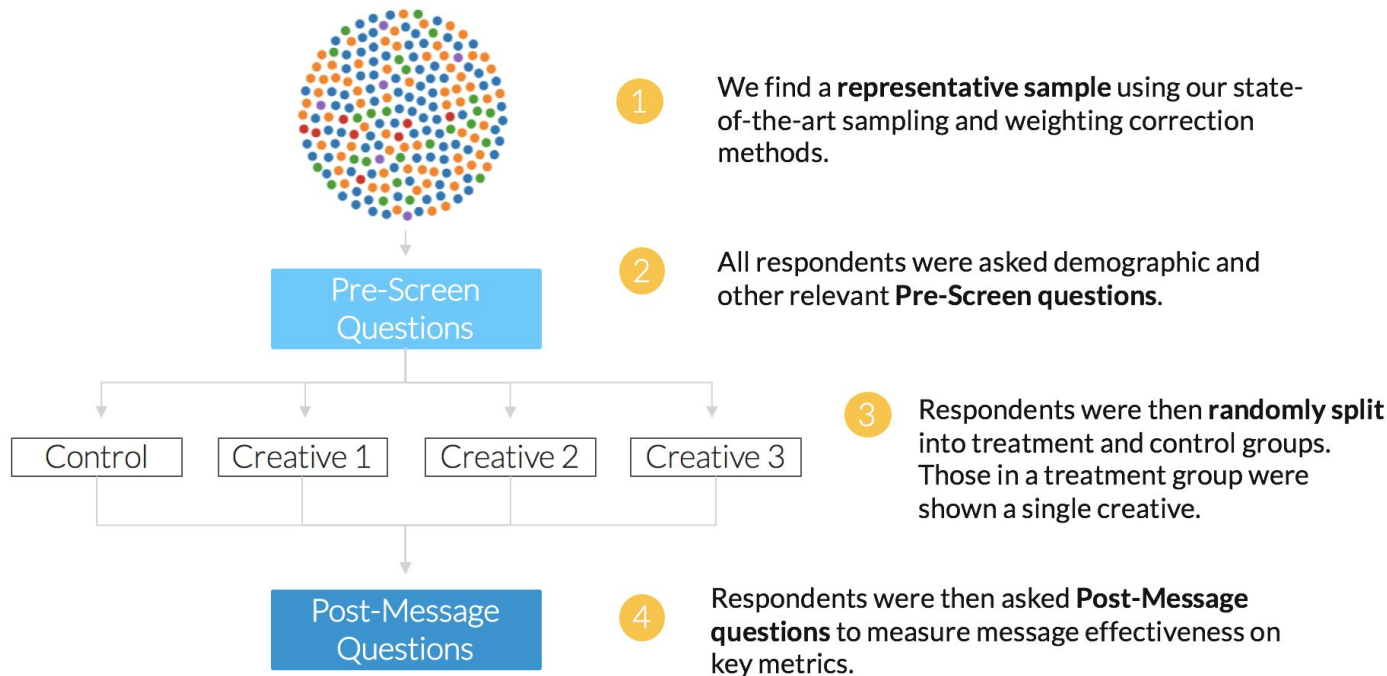 1
We find a representative sample using our state-
of-the-art sampling and weighting correction
methods.
Pre-Screen
Questions
2
All respondents were asked demographic and
other relevant Pre-Screen questions.
Control
Creative 1
Creative 2
Creative 3
3
Respondents were then randomly split
into treatment and control groups.
Those in a treatment group were
shown a single creative.
Post-Message
Questions
4
Respondents were then asked Post-Message
questions to measure message effectiveness on
key metrics.